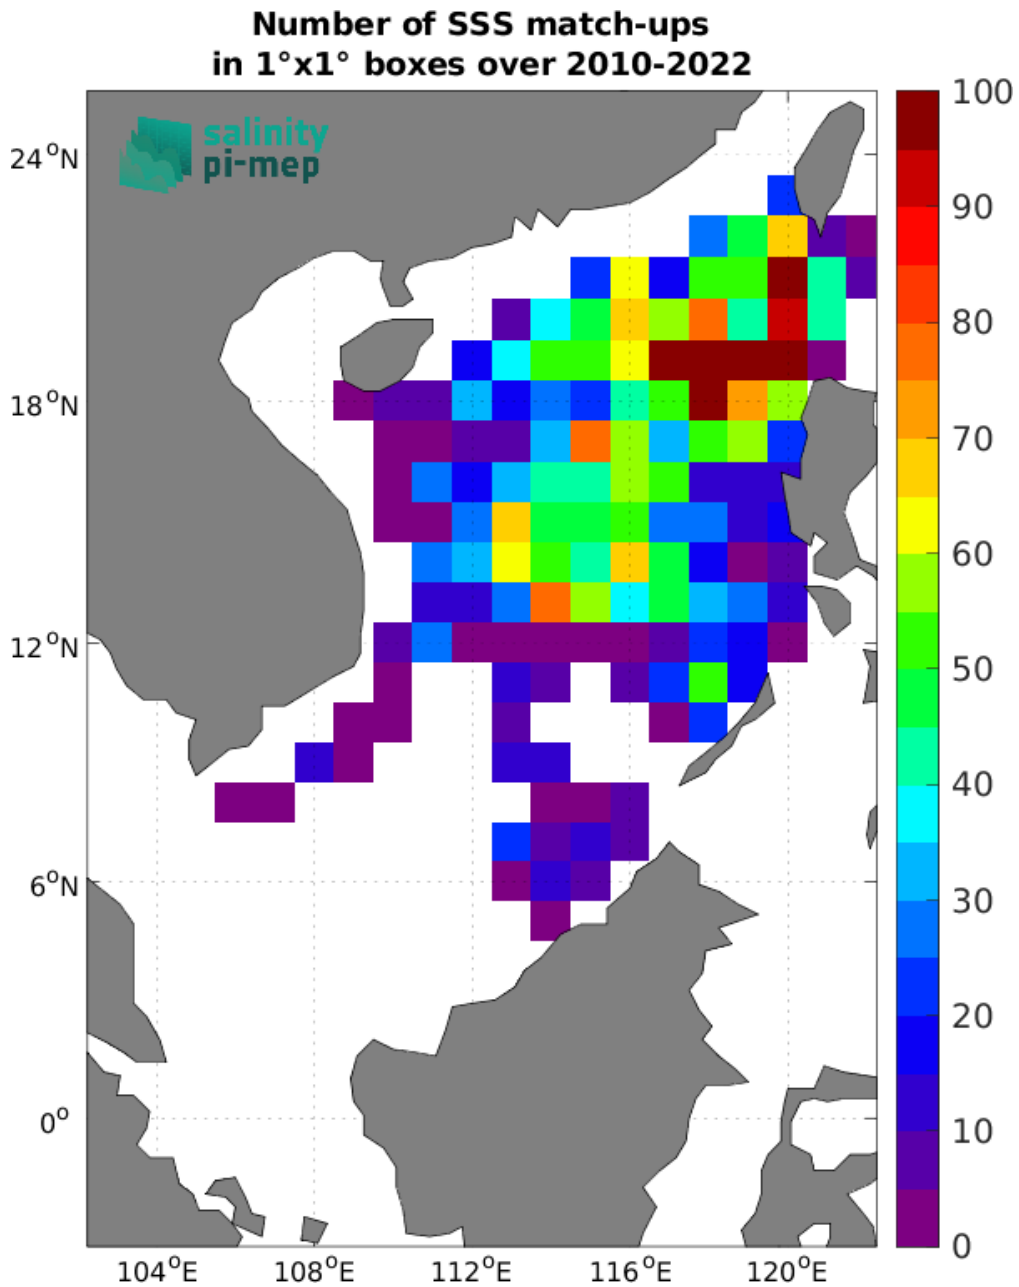 Number of SSS match-ups
in 1°x1° boxes over 2010-2022
salinity
pi-mep
24°N
18°N
12°N
6°N
0°
104°E 108°E 112°E 116°E 120°E
100
90
80
70
60
50
40
30
20
10
0